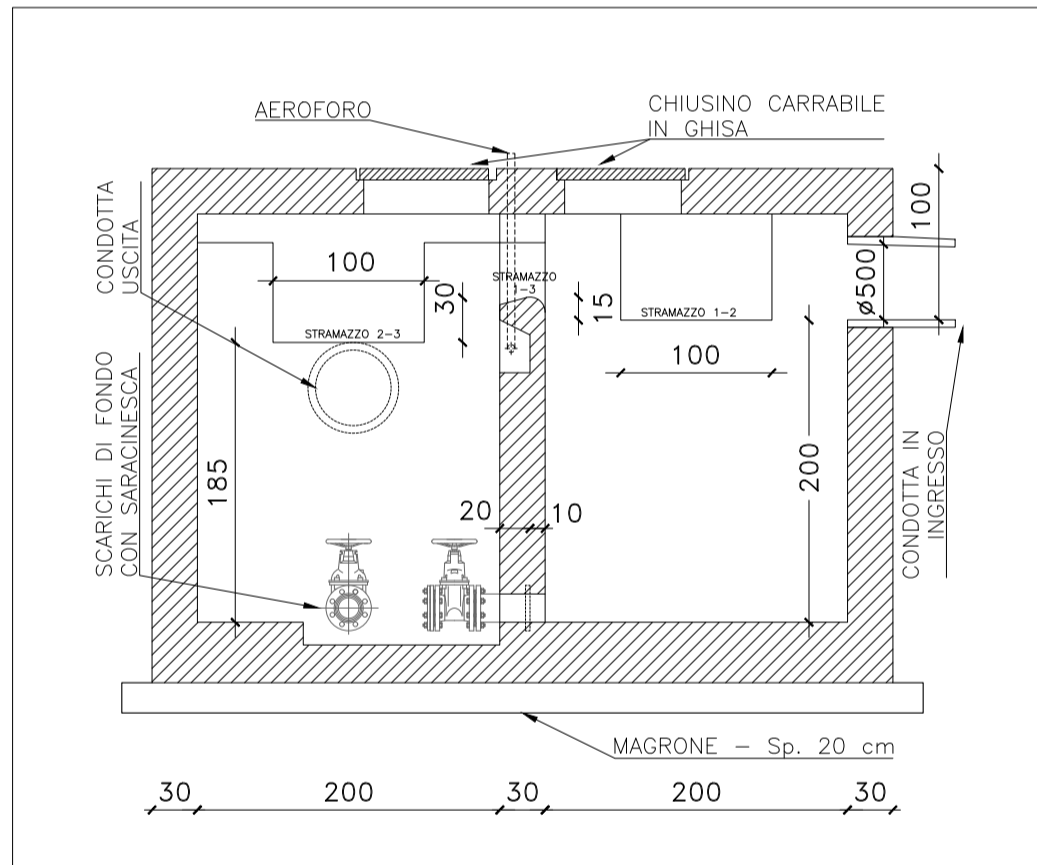 AEROFORO
CHIUSINO CARRABILE
IN GHISA
CONDOTTA
USCITA
100
100
ø500
STRAMAZZO
1-3
30
15
STRAMAZZO 2-3
STRAMAZZO 1-2
100
SCARICHI DI FONDO
CON SARACINESCA
185
20
10
200
CONDOTTA IN
INGRESSO
MAGRONE – Sp. 20 cm
30
200
30
200
30